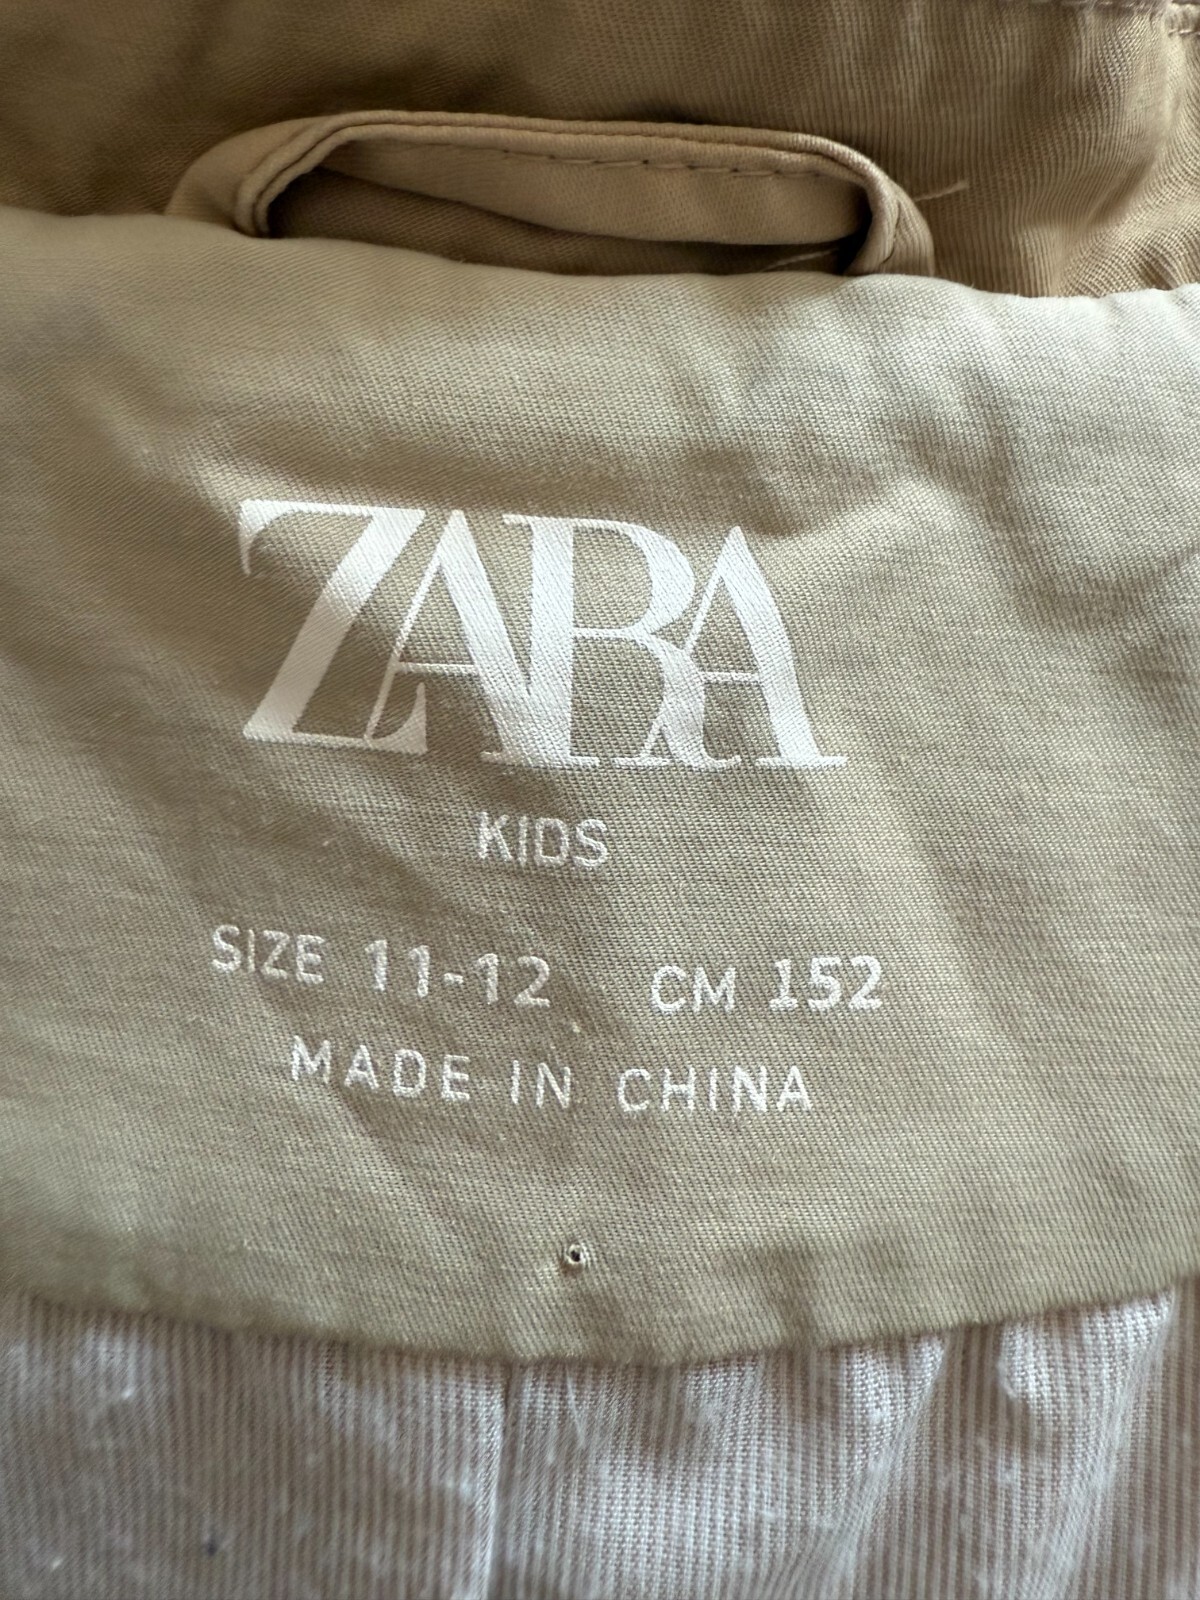 ZARA
KIDS
SIZE 11-12 CM 152
MADE IN CHINA